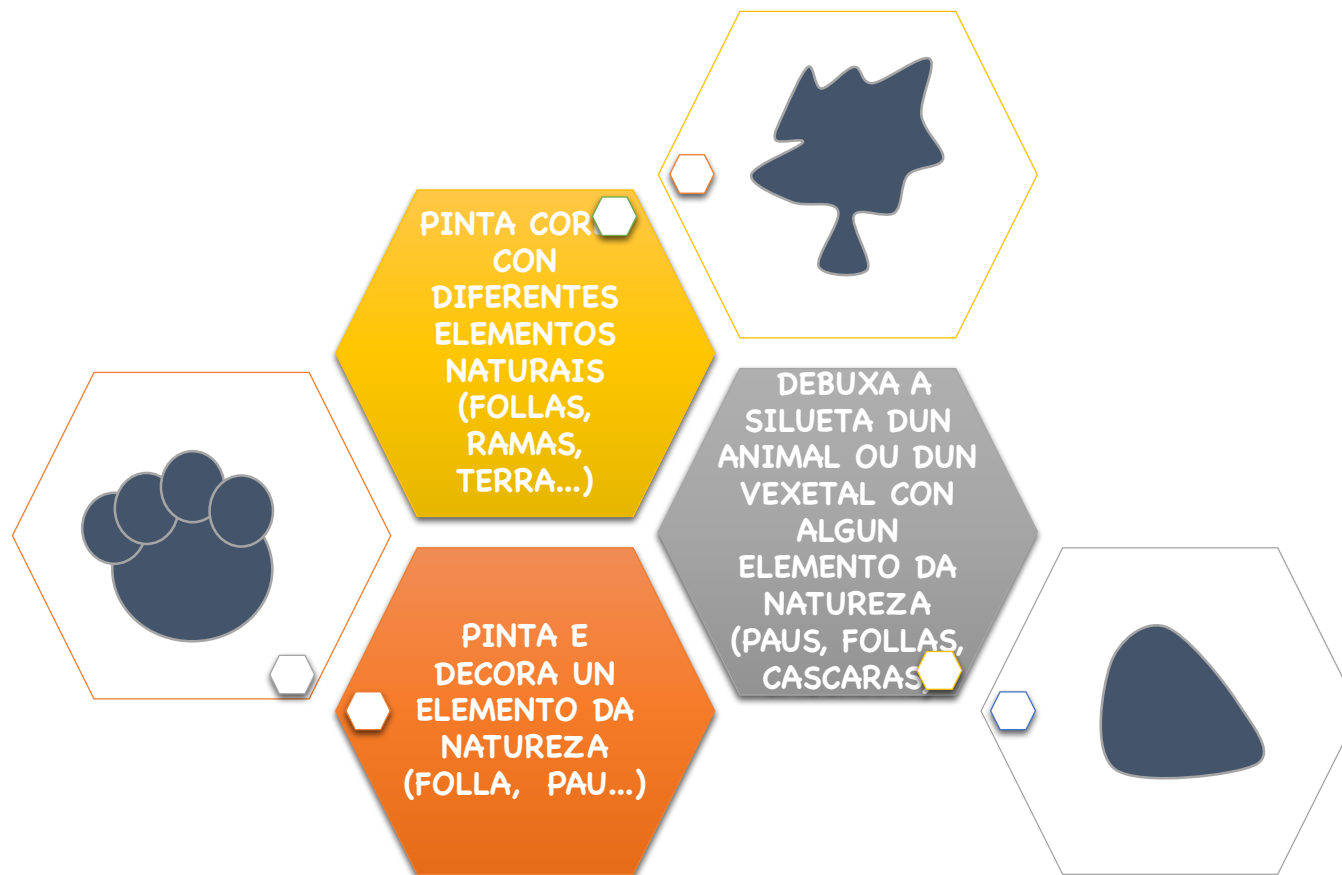 PINTA
CON
DIFERENTES
ELEMENTOS
NATURAIS
(FOLLAS,
RAMAS,
TERRA...)
DEBUXA A
SILUETA DUN
ANIMAL OU DUN
VEXETAL CON
ALGUN
ELEMENTO DA
NATUREZA
(PAUS, FOLLAS,
CASCARAS,
PINTA E
DECORA UN
ELEMENTO DA
NATUREZA
(FOLLA, PAU...)